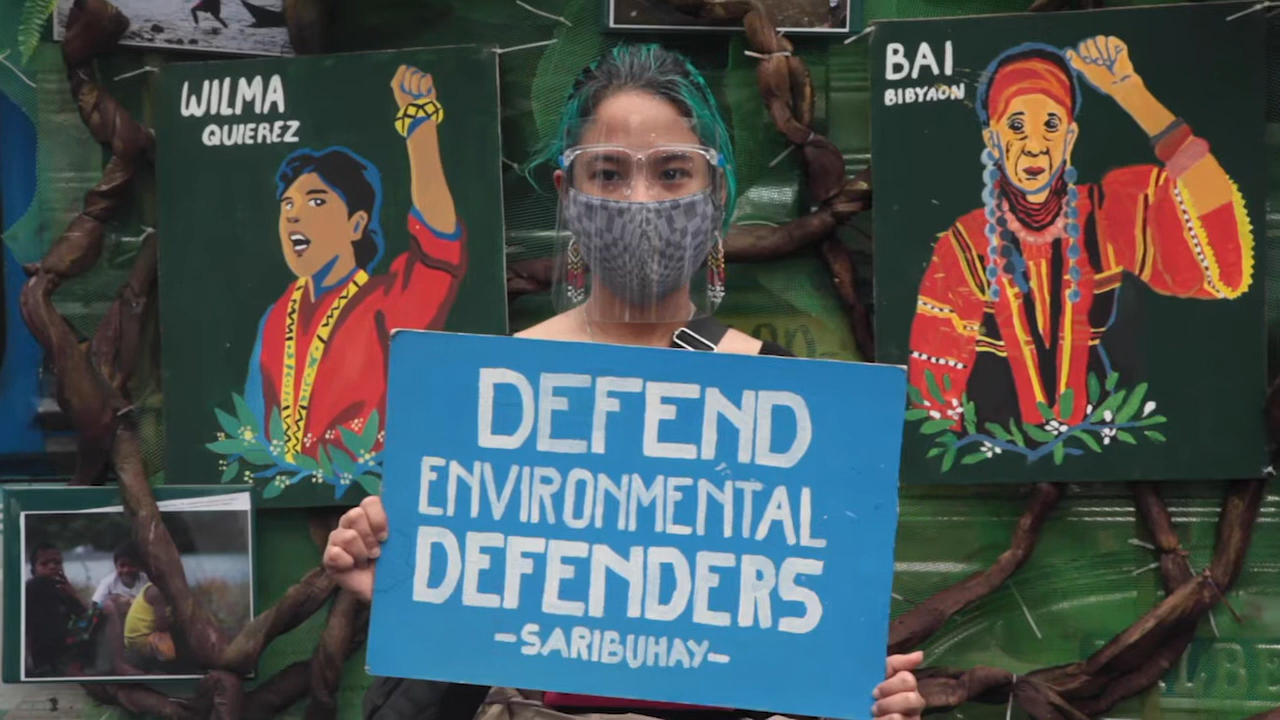 WILMA
QUIEREZ
BAI
BIBYAON
DEFEND
ENVIRONMENTAL
DEFENDERS
-SARIBUHAY-